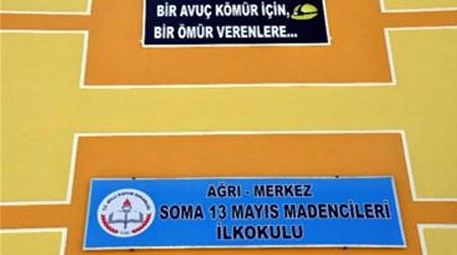 BİR AVUÇ KÖMÜR İÇİN,
BİR ÖMÜR VERENLERE...
AĞRI - MERKEZ
SOMA 13 MAYIS MADENCİLERİ
İLKOKULU